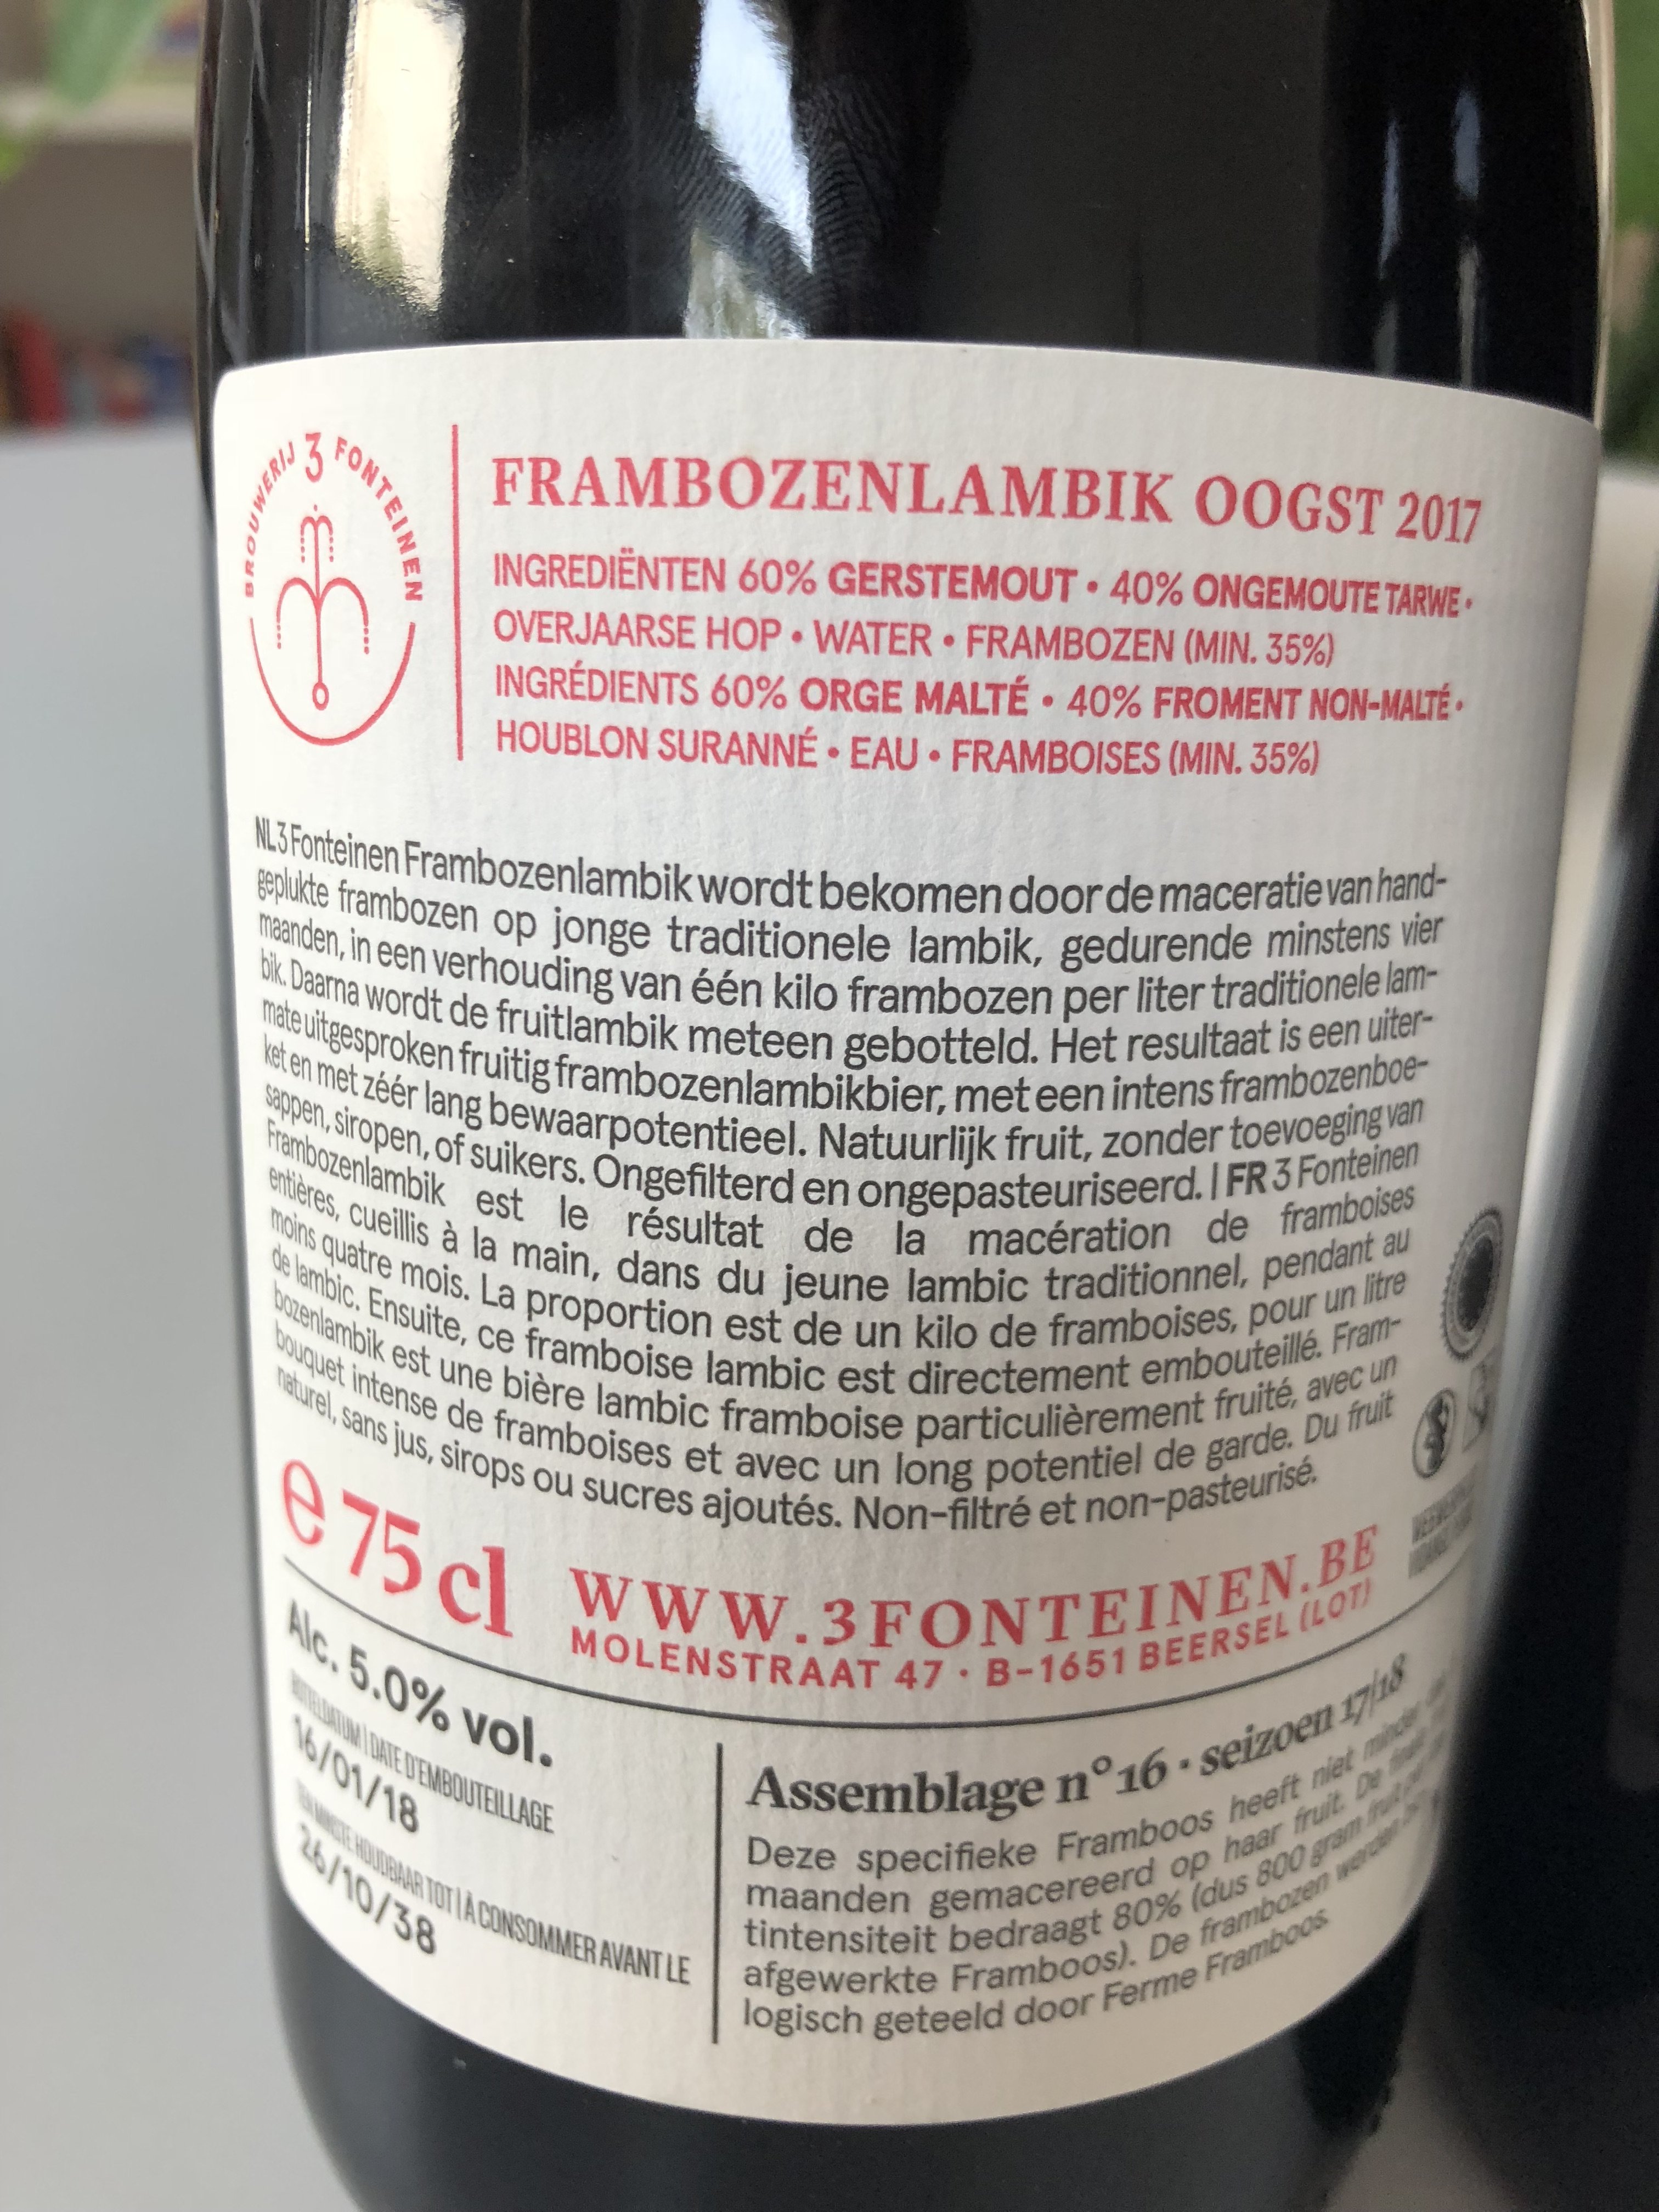 BROUWERIJ 3 FONTEINEN
FRAMBOZENLAMBIK OOGST 2017
INGREDIËNTEN 60% GERSTEMOUT • 40% ONGEMOUTE TARWE •
OVERJAARSE HOP • WATER • FRAMBOZEN (MIN. 35%)
INGRÉDIENTS 60% ORGE MALTÉ • 40% FROMENT NON-MALTÉ •
HOUBLON SURANNÉ • EAU • FRAMBOISES (MIN. 35%)
NL 3 Fonteinen Frambozenlambik wordt bekomen door de maceratie van hand-
geplukte frambozen op jonge traditionele lambik, gedurende minstens vier
maanden, in een verhouding van één kilo frambozen per liter traditionele lam-
bik. Daarna wordt de fruitlambik meteen gebotteld. Het resultaat is een uiter-
mate uitgesproken fruitig frambozenlambikbier, met een intens frambozenboe-
ket en met zéér lang bewaarpotentieel. Natuurlijk fruit, zonder toevoeging van
sappen, siropen, of suikers. Ongefilterd en ongepasteuriseerd. | FR 3 Fonteinen
Frambozenlambik est le résultat de la macération de framboises
entières, cueillis à la main, dans du jeune lambic traditionnel, pendant au
moins quatre mois. La proportion est de un kilo de framboises, pour un litre
de lambic. Ensuite, ce framboise lambic est directement embouteillé. Fram-
bozenlambik est une bière lambic framboise particulièrement fruité, avec un
bouquet intense de framboises et avec un long potentiel de garde. Du fruit
naturel, sans jus, sirops ou sucres ajoutés. Non-filtré et non-pasteurisé.
e 75 cl
WWW.3FONTEINEN.BE
MOLENSTRAAT 47 · B-1651 BEERSEL (LOT)
Alc. 5.0% vol.
BOTTELDATUM | DATE D'EMBOUTEILLAGE
16/01/18
TEN MINSTE HOUDBAAR TOT | À CONSOMMER AVANT LE
26/10/38
Assemblage n°16 · seizoen 17|18
Deze specifieke Framboos heeft niet minder
maanden gemacereerd op haar fruit. De
tintensiteit bedraagt 80% (dus 800 gram fruit
afgewerkte Framboos). De frambozen werden
logisch geteeld door Ferme Framboos.